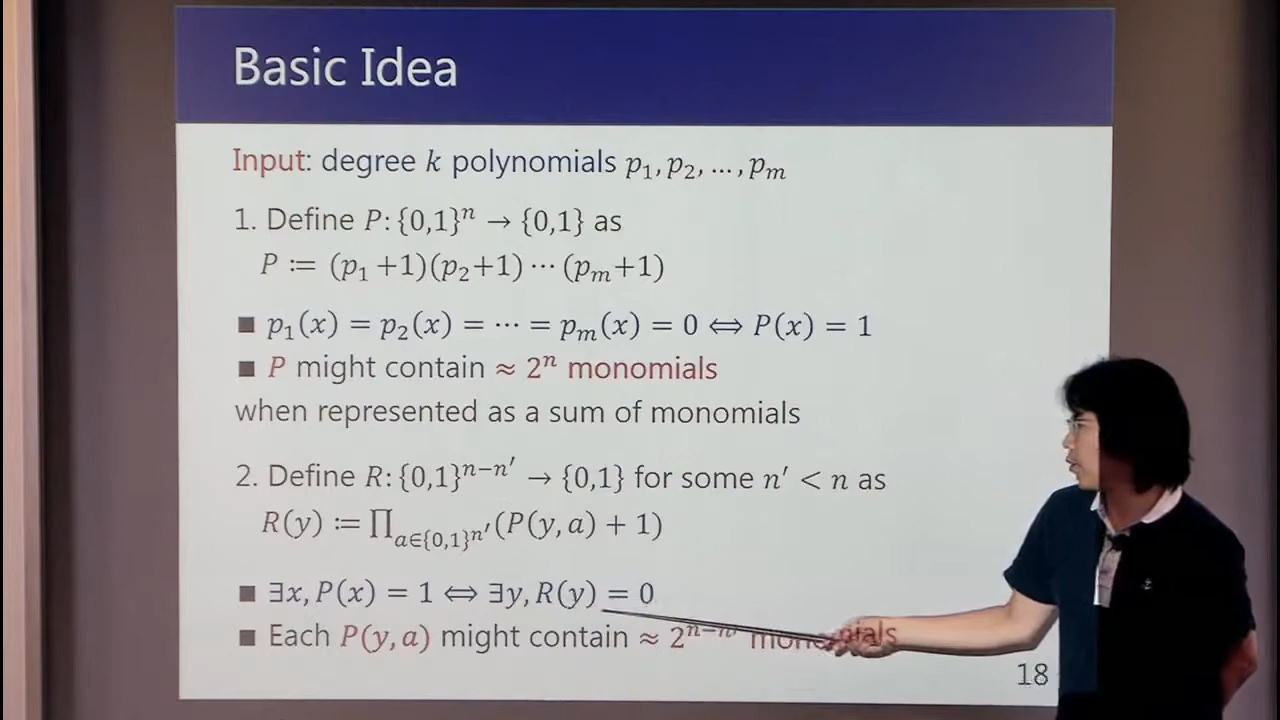 Basic Idea
Input: degree k polynomials p₁, p₂, …, pₘ
1. Define P: {0,1}ⁿ → {0,1} as
P ≔ (p₁ +1)(p₂+1) ⋯ (pₘ+1)
■ p₁(x) = p₂(x) = ⋯ = pₘ(x) = 0 ⇔ P(x) = 1
■ P might contain ≈ 2ⁿ monomials
when represented as a sum of monomials
2. Define R: {0,1}ⁿ⁻ⁿ′ → {0,1} for some n′ < n as
R(y) ≔ ∏_{a∈{0,1}ⁿ′}(P(y, a) + 1)
■ ∃x, P(x) = 1 ⇔ ∃y, R(y) = 0
■ Each P(y, a) might contain ≈ 2ⁿ⁻ⁿ′ monomials
18